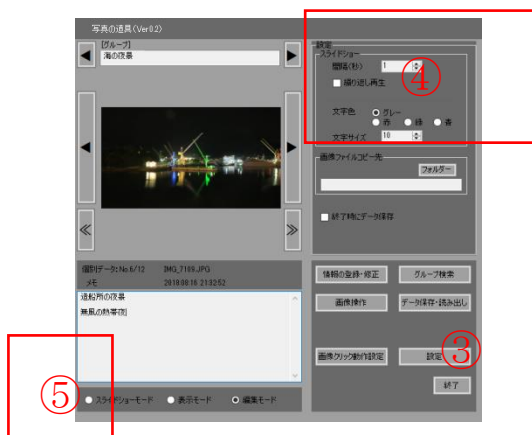 写真の道具(Ver0.2)
[グループ]
海の夜景
◀
▶
◀
▶
≪
≫
個別データ: No.6/12 IMG_7169.JPG
メモ 2018:08:16 21:32:52
造船所の夜景
無風の熱帯夜
スライドショーモード 表示モード 編集モード
⑤
設定
スライドショー
間隔(秒) 1
④
繰り返し再生
文字色 グレー
赤 緑 青
文字サイズ 10
画像ファイルコピー先
フォルダー
終了時にデータ保存
情報の登録・修正 グループ検索
画像操作 データ保存・読み出し
③
画像クリック動作設定 設定
終了